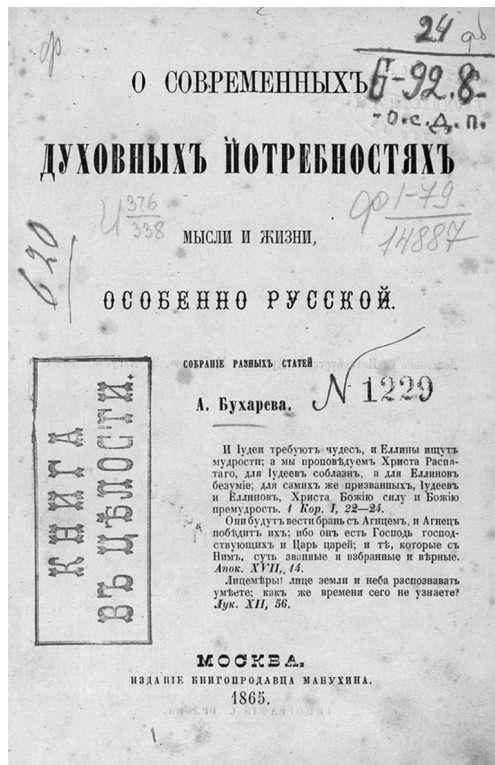 24 фб
Б-92.8.
-О.С.Д.П.
О СОВРЕМЕННЫХЪ
ДУХОВНЫХЪ ПОТРЕБНОСТЯХЪ
376
338
Ф 1-79
14887
МЫСЛИ И ЖИЗНИ,
620
ОСОБЕННО РУССКОЙ.
СОБРАНІЕ РАЗНЫХЪ СТАТЕЙ
А. Бухарева.
N 1229
И Іудеи требуютъ чудесъ, и Еллины ищутъ
мудрости; а мы проповѣдуемъ Христа Распя-
таго, для Іудеевъ соблазнъ, а для Еллиновъ
безуміе; для самихъ же призванныхъ, Іудеевъ
и Еллиновъ, Христа Божію силу и Божію
премудрость. 1 Кор. I, 22—24.
Они будутъ вести брань съ Агнцемъ, и Агнецъ
побѣдитъ ихъ; ибо онъ есть Господь господ-
ствующихъ и Царь царей; и тѣ, которые съ
Нимъ, суть званные и избранные и вѣрные.
Апок. XVII, 14.
Лицемѣры! лице земли и неба распознавать
умѣете; какъ же времени сего не узнаете?
Лук. XII, 56.
КНИГА
ВЪ ЦѢЛОСТИ.
МОСКВА.
ИЗДАНІЕ КНИГОПРОДАВЦА МАНУХИНА.
1865.